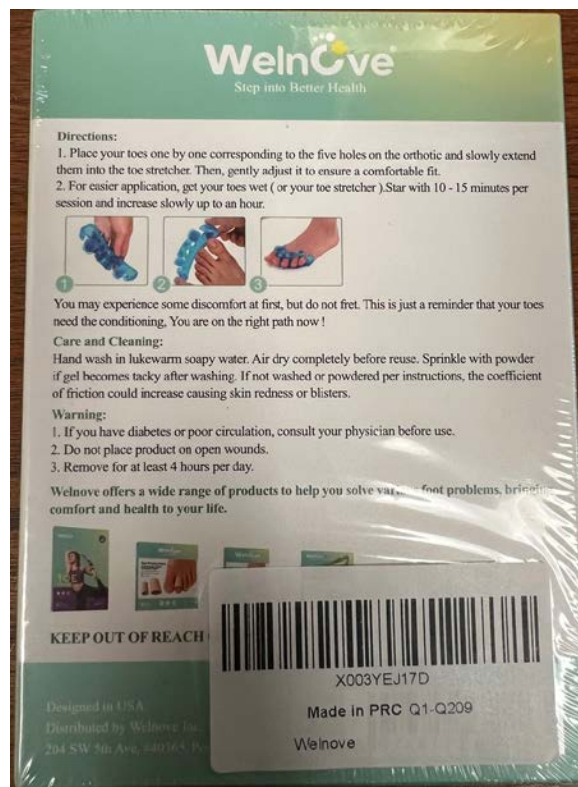 Welnove
Step into Better Health
Directions:
1. Place your toes one by one corresponding to the five holes on the orthotic and slowly extend
them into the toe stretcher. Then, gently adjust it to ensure a comfortable fit.
2. For easier application, get your toes wet ( or your toe stretcher ).Star with 10 - 15 minutes per
session and increase slowly up to an hour.
1 2 3
You may experience some discomfort at first, but do not fret. This is just a reminder that your toes
need the conditioning, You are on the right path now !
Care and Cleaning:
Hand wash in lukewarm soapy water. Air dry completely before reuse. Sprinkle with powder
if gel becomes tacky after washing. If not washed or powdered per instructions, the coefficient
of friction could increase causing skin redness or blisters.
Warning:
1. If you have diabetes or poor circulation, consult your physician before use.
2. Do not place product on open wounds.
3. Remove for at least 4 hours per day.
Welnove offers a wide range of products to help you solve foot problems, bringing
comfort and health to your life.
KEEP OUT OF REACH
X003YEJ17D
Made in PRC Q1-Q209
Welnove
Designed in USA
Distributed by Welnove Inc.
204 SW 5th Ave,